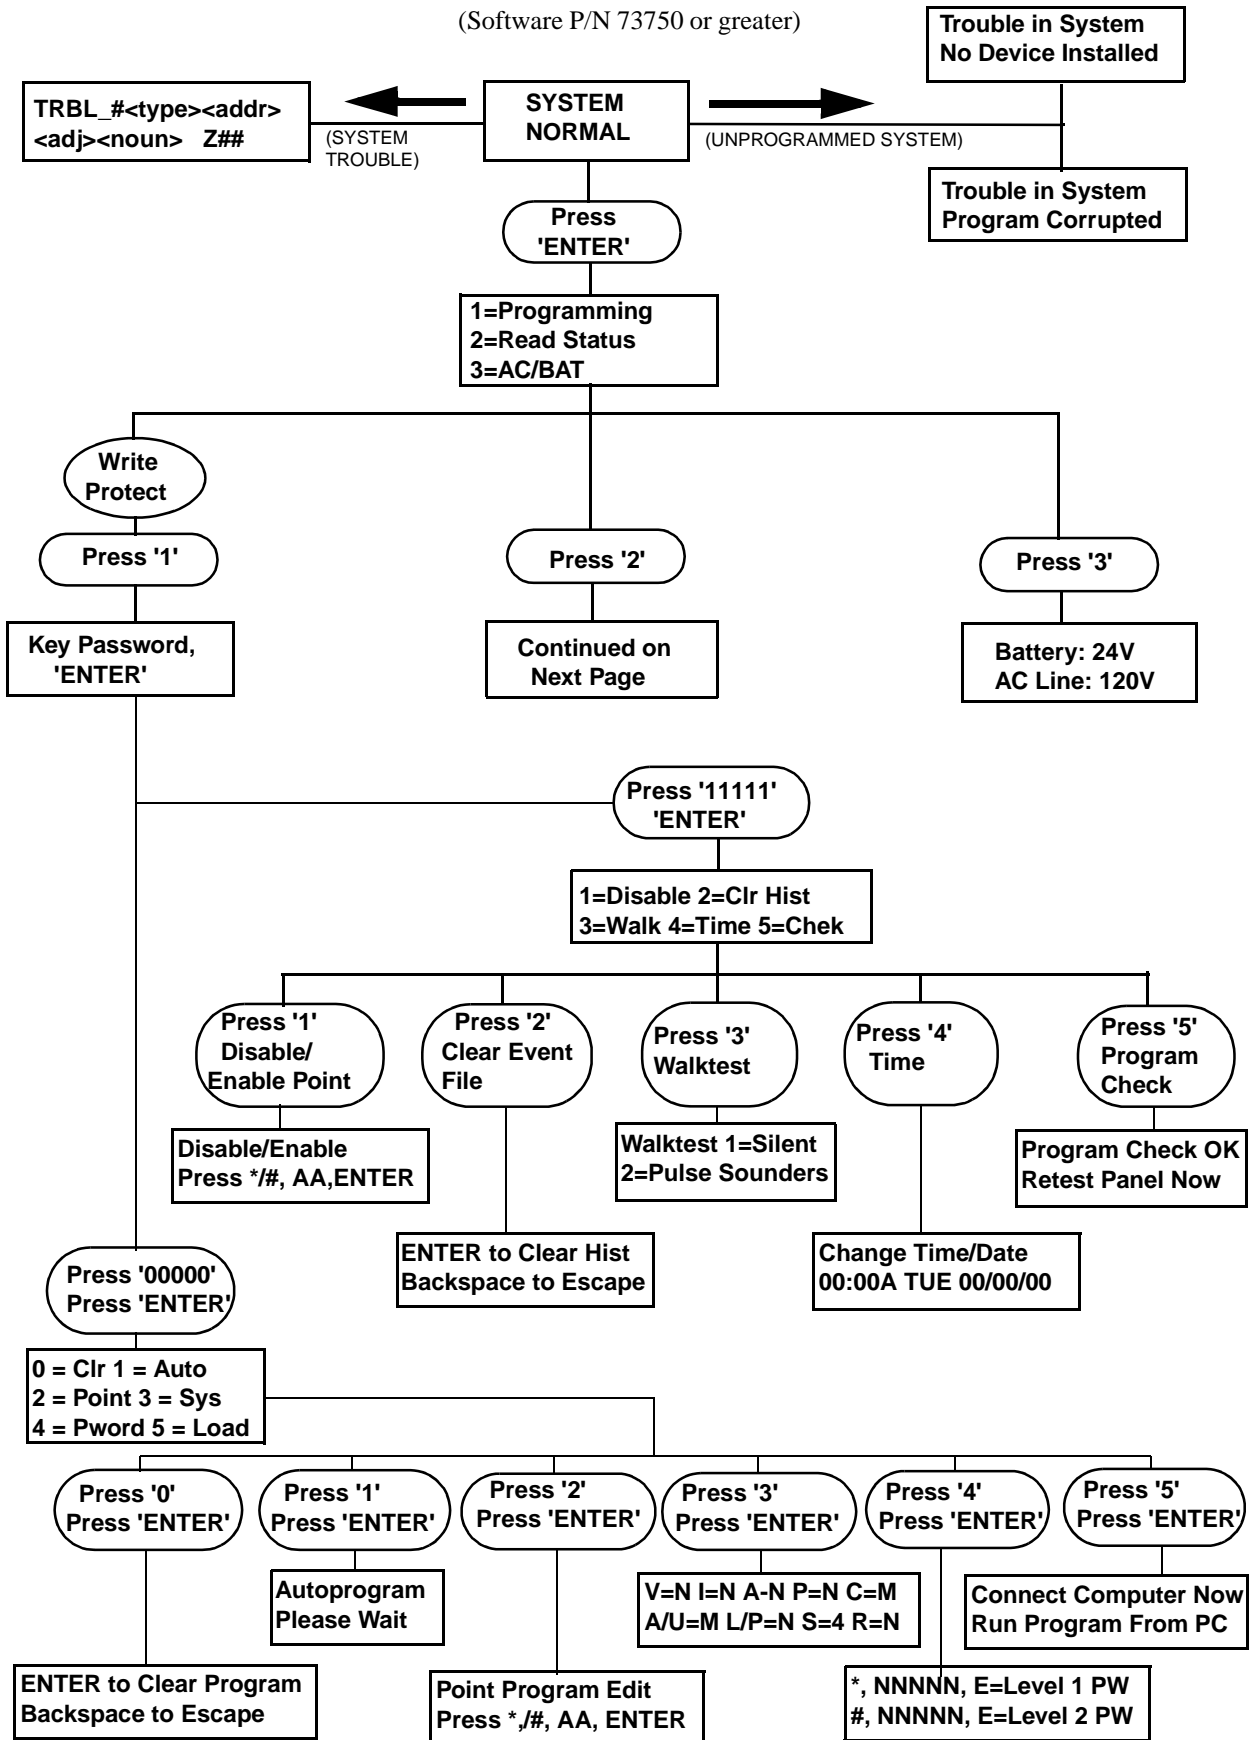 (Software P/N 73750 or greater)
Trouble in System
No Device Installed
TRBL_#<type><addr>
<adj><noun> Z##
(SYSTEM
TROUBLE)
SYSTEM
NORMAL
(UNPROGRAMMED SYSTEM)
Trouble in System
Program Corrupted
Press
'ENTER'
1=Programming
2=Read Status
3=AC/BAT
Write
Protect
Press '1'
Press '2'
Press '3'
Key Password,
'ENTER'
Continued on
Next Page
Battery: 24V
AC Line: 120V
Press '11111'
'ENTER'
1=Disable 2=Clr Hist
3=Walk 4=Time 5=Chek
Press '1'
Disable/
Enable Point
Press '2'
Clear Event
File
Press '3'
Walktest
Press '4'
Time
Press '5'
Program
Check
Disable/Enable
Press */#, AA,ENTER
Walktest 1=Silent
2=Pulse Sounders
Program Check OK
Retest Panel Now
ENTER to Clear Hist
Backspace to Escape
Change Time/Date
00:00A TUE 00/00/00
Press '00000'
Press 'ENTER'
0 = Clr 1 = Auto
2 = Point 3 = Sys
4 = Pword 5 = Load
Press '0'
Press 'ENTER'
Press '1'
Press 'ENTER'
Press '2'
Press 'ENTER'
Press '3'
Press 'ENTER'
Press '4'
Press 'ENTER'
Press '5'
Press 'ENTER'
Autoprogram
Please Wait
V=N I=N A-N P=N C=M
A/U=M L/P=N S=4 R=N
Connect Computer Now
Run Program From PC
ENTER to Clear Program
Backspace to Escape
Point Program Edit
Press *,/#, AA, ENTER
*, NNNNN, E=Level 1 PW
#, NNNNN, E=Level 2 PW